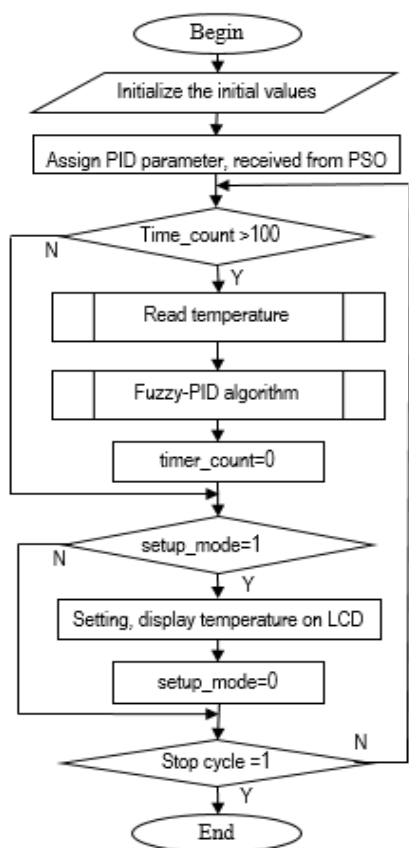 Begin
Initialize the initial values
Assign PID parameter, received from PSO
Time_count >100
N
Y
Read temperature
Fuzzy-PID algorithm
timer_count=0
setup_mode=1
N
Y
Setting, display temperature on LCD
setup_mode=0
N
Stop cycle =1
Y
End